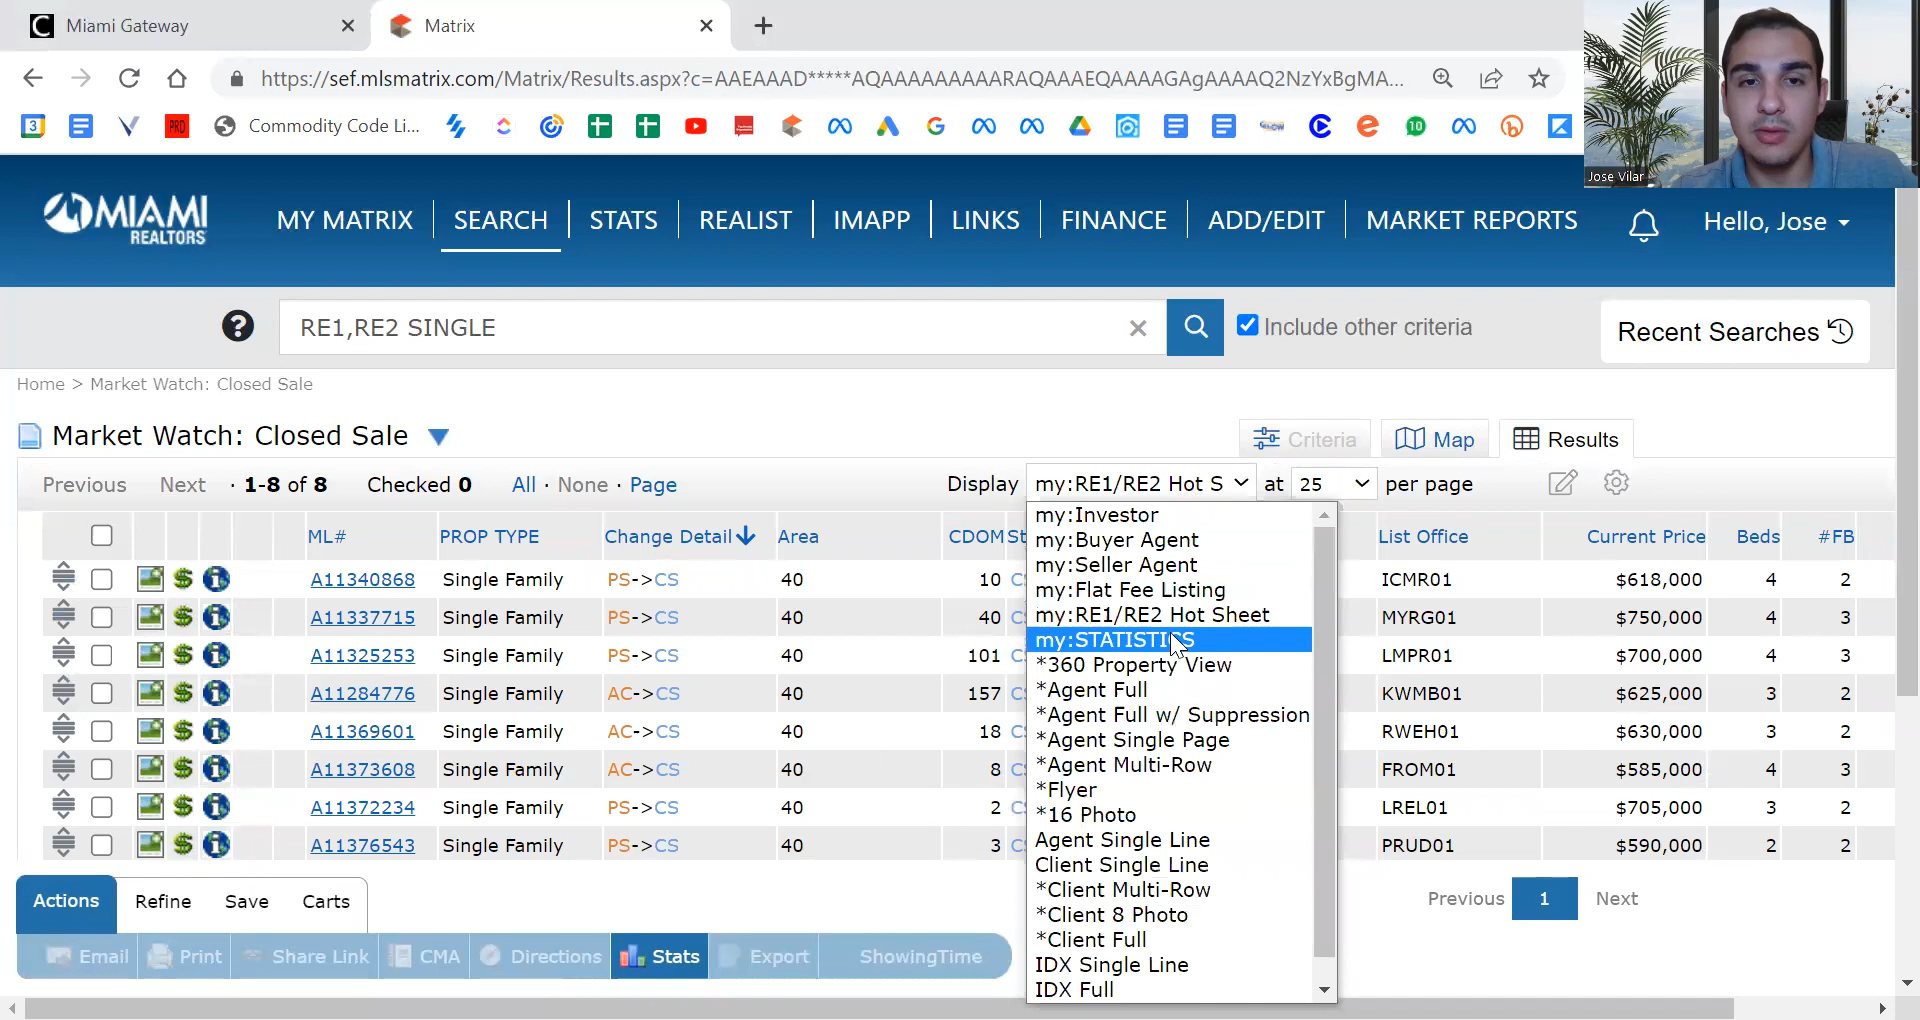 Miami Gateway
Matrix
https://sef.mlsmatrix.com/Matrix/Results.aspx?c=AAEAAAD*****AQAAAAAAAAARAQAAAEQAAAAGAgAAAAQ2NzYxBgMA...
3
PRD
Commodity Code Li...
10
Jose Vilar
MIAMI
REALTORS
MY MATRIX SEARCH STATS REALIST IMAPP LINKS FINANCE ADD/EDIT MARKET REPORTS Hello, Jose
RE1,RE2 SINGLE
Include other criteria
Recent Searches
Home > Market Watch: Closed Sale
Market Watch: Closed Sale
Criteria Map Results
Previous Next · 1-8 of 8 Checked 0 All · None · Page Display my:RE1/RE2 Hot S at 25 per page
ML# PROP TYPE Change Detail Area CDOM St List Office Current Price Beds #FB
A11340868 Single Family PS->CS 40 10 CS ICMR01 $618,000 4 2
A11337715 Single Family PS->CS 40 40 CS MYRG01 $750,000 4 3
A11325253 Single Family PS->CS 40 101 CS LMPR01 $700,000 4 3
A11284776 Single Family AC->CS 40 157 CS KWMB01 $625,000 3 2
A11369601 Single Family AC->CS 40 18 CS RWEH01 $630,000 3 2
A11373608 Single Family AC->CS 40 8 CS FROM01 $585,000 4 3
A11372234 Single Family PS->CS 40 2 CS LREL01 $705,000 3 2
A11376543 Single Family PS->CS 40 3 CS PRUD01 $590,000 2 2
my:Investor
my:Buyer Agent
my:Seller Agent
my:Flat Fee Listing
my:RE1/RE2 Hot Sheet
my:STATISTICS
*360 Property View
*Agent Full
*Agent Full w/ Suppression
*Agent Single Page
*Agent Multi-Row
*Flyer
*16 Photo
Agent Single Line
Client Single Line
*Client Multi-Row
*Client 8 Photo
*Client Full
IDX Single Line
IDX Full
Actions Refine Save Carts
Previous 1 Next
Email Print Share Link CMA Directions Stats Export ShowingTime